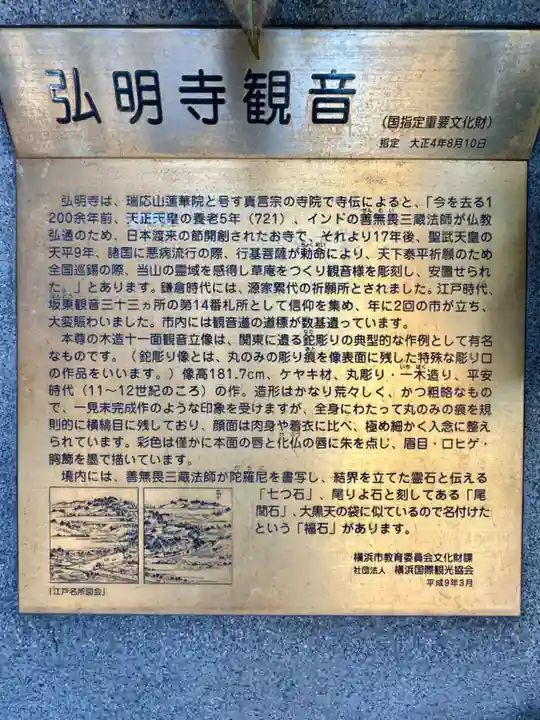 弘明寺観音
(国指定重要文化財)
指定 大正4年8月10日
弘明寺は、瑞応山蓮華院と号す真言宗の寺院で寺伝によると、「今を去る1
200余年前、天正天皇の養老5年(721)、インドの善無畏三蔵法師が仏教
弘通のため、日本渡来の節開創されたお寺で、それより17年後、聖武天皇の
天平9年、諸国に悪病流行の際、行基菩薩が勅命により、天下泰平祈願のため
全国巡錫の際、当山の霊域を感得し草庵をつくり観音様を彫刻し、安置せられ
た。」とあります。鎌倉時代には、源家累代の祈願所とされました。江戸時代、
坂東観音三十三ヵ所の第14番札所として信仰を集め、年に2回の市が立ち、
大変賑わいました。市内には観音道の道標が数基遺っています。
本尊の木造十一面観音立像は、関東に遺る鉈彫りの典型的な作例として有名
なものです。(鉈彫り像とは、丸のみの彫り痕を像表面に残した特殊な彫り口
の作品をいいます。)像高181.7cm、ケヤキ材、丸彫り・一木造り、平安
時代(11〜12世紀のころ)の作。造形はかなり荒々しく、かつ粗略なもの
で、一見未完成作のような印象を受けますが、全身にわたって丸のみの痕を規
則的に横縞目に残しており、顔面は肉身や着衣に比べ、極め細かく入念に整え
られています。彩色は僅かに本面の唇と化仏の唇に朱を点じ、眉目・口ヒゲ・
胸飾を墨で描いています。
境内には、善無畏三蔵法師が陀羅尼を書写し、結界を立てた霊石と伝える
「七つ石」、尾りよ石と刻してある「尾
閭石」、大黒天の袋に似ているので名付けた
という「福石」があります。
「江戸名所図会」
横浜市教育委員会文化財課
社団法人 横浜国際観光協会
平成9年3月